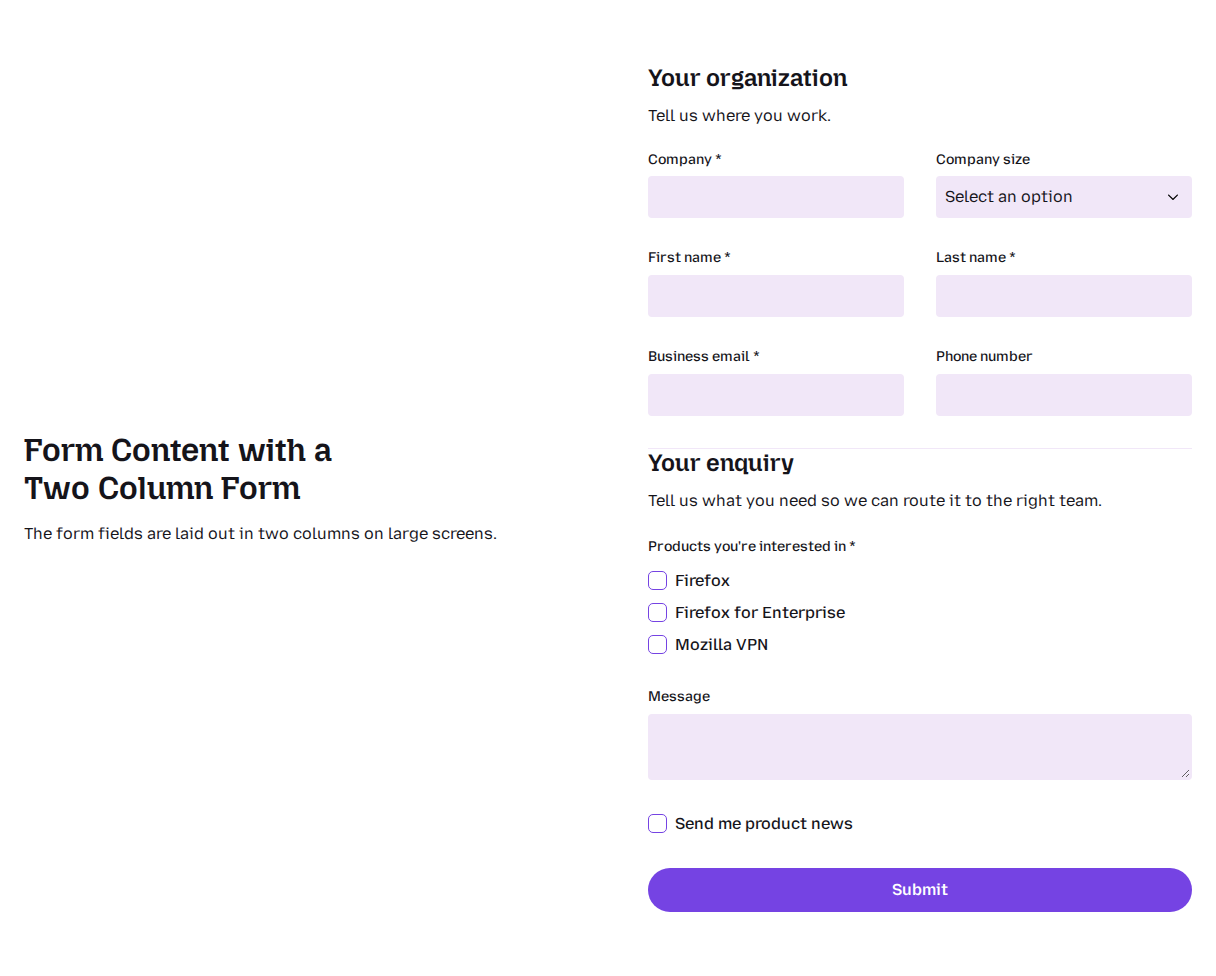 Form Content with a
Two Column Form
The form fields are laid out in two columns on large screens.
Your organization
Tell us where you work.
Company *
Company size
Select an option
First name *
Last name *
Business email *
Phone number
Your enquiry
Tell us what you need so we can route it to the right team.
Products you're interested in *
Firefox
Firefox for Enterprise
Mozilla VPN
Message
Send me product news
Submit